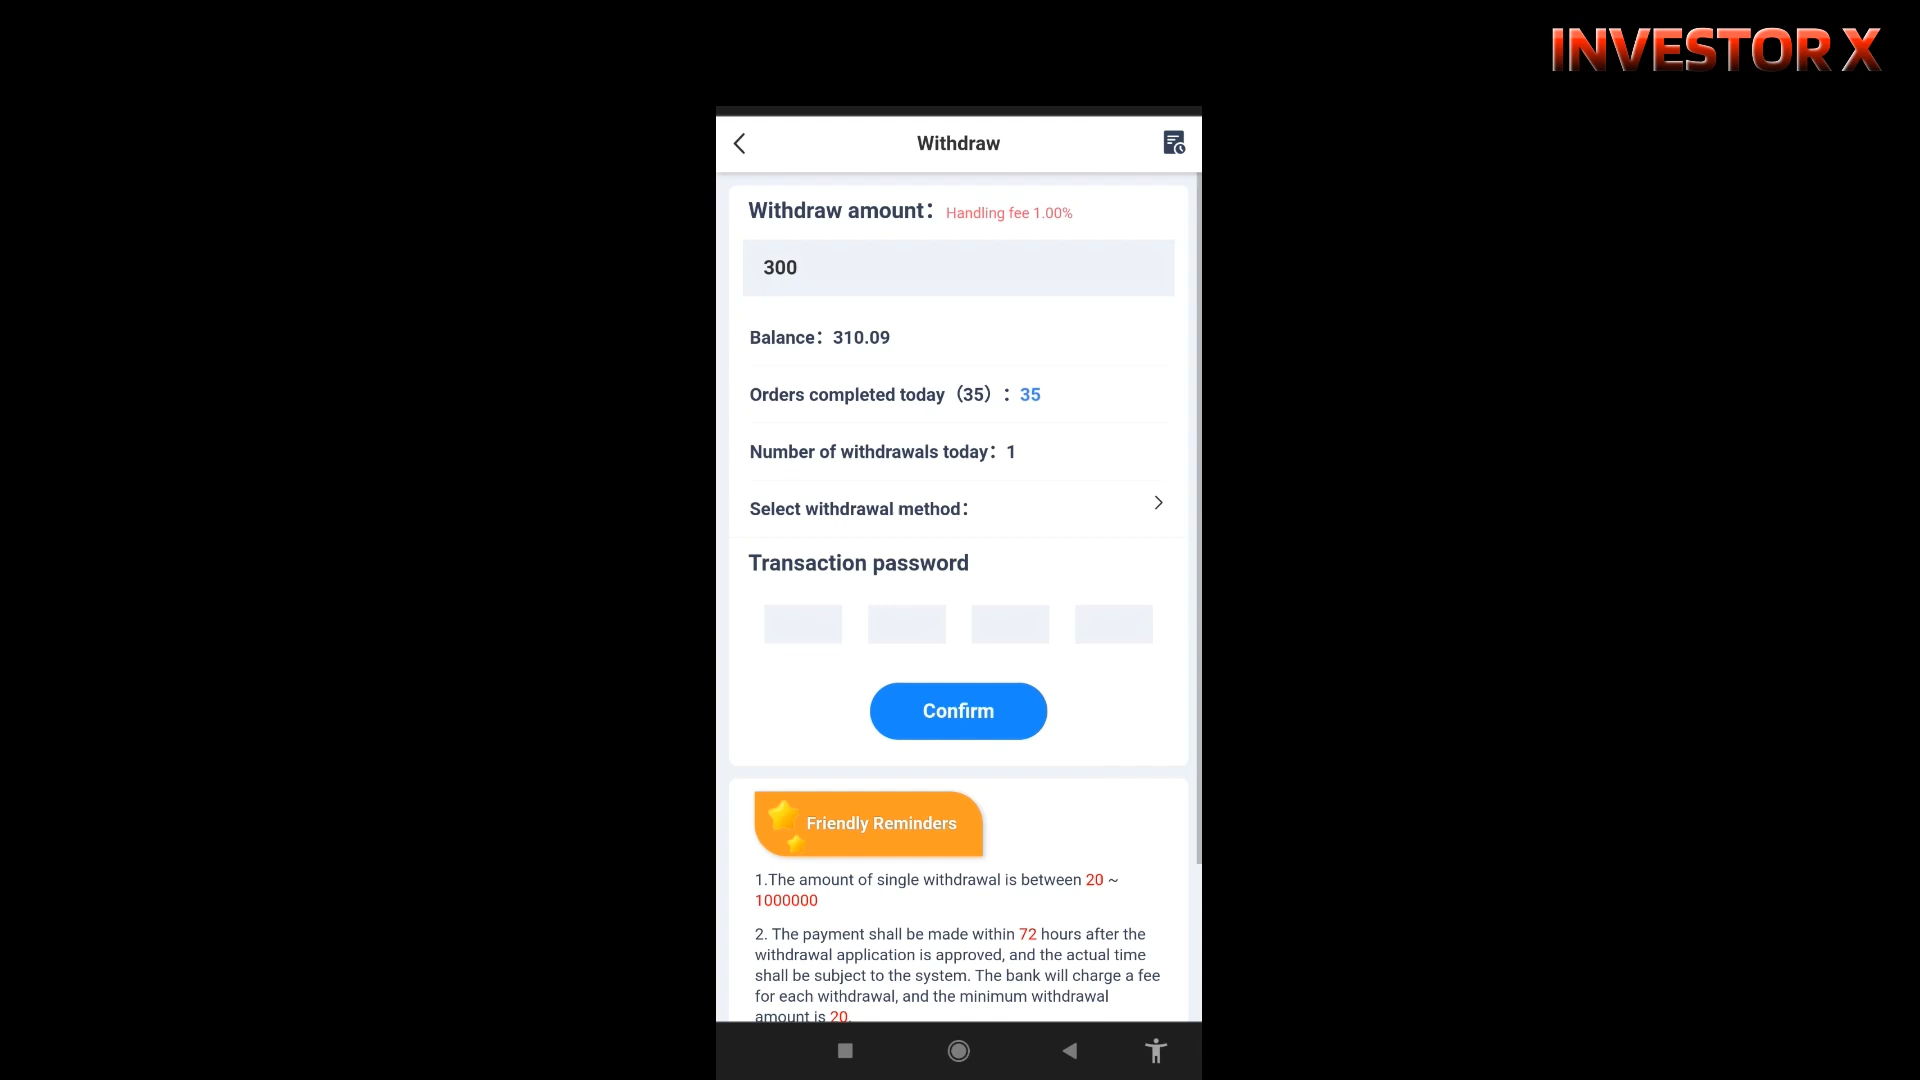 INVESTOR X
Withdraw
Withdraw amount： Handling fee 1.00%
300
Balance：310.09
Orders completed today（35）：35
Number of withdrawals today：1
Select withdrawal method：
Transaction password
Confirm
Friendly Reminders
1.The amount of single withdrawal is between 20 ~
1000000
2. The payment shall be made within 72 hours after the
withdrawal application is approved, and the actual time
shall be subject to the system. The bank will charge a fee
for each withdrawal, and the minimum withdrawal
amount is 20.